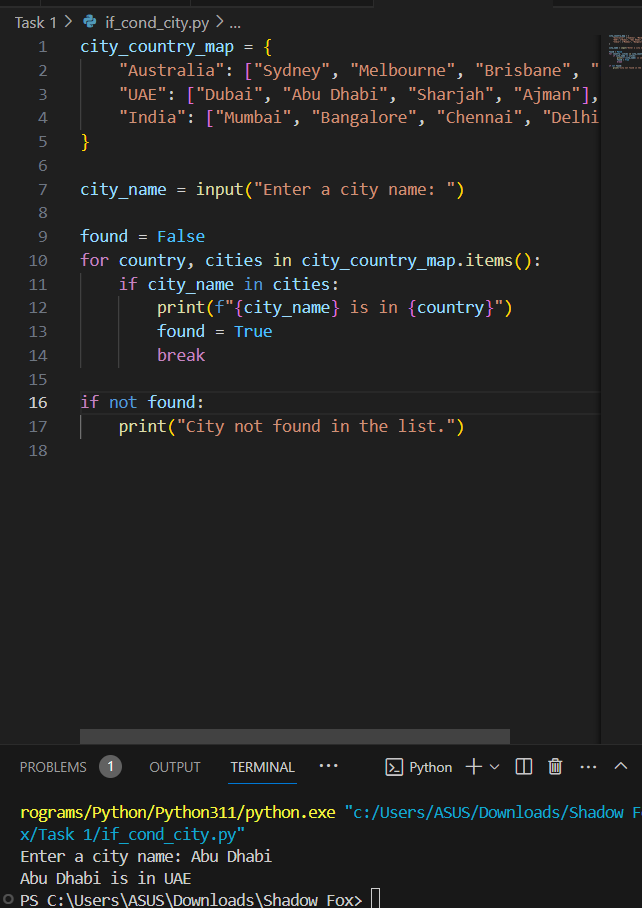 Task 1 > if_cond_city.py > ...
1 city_country_map = {
2     "Australia": ["Sydney", "Melbourne", "Brisbane", "
3     "UAE": ["Dubai", "Abu Dhabi", "Sharjah", "Ajman"],
4     "India": ["Mumbai", "Bangalore", "Chennai", "Delhi
5 }
6
7 city_name = input("Enter a city name: ")
8
9 found = False
10 for country, cities in city_country_map.items():
11     if city_name in cities:
12         print(f"{city_name} is in {country}")
13         found = True
14         break
15
16 if not found:
17     print("City not found in the list.")
18
PROBLEMS 1 OUTPUT TERMINAL ... Python
rograms/Python/Python311/python.exe "c:/Users/ASUS/Downloads/Shadow F
x/Task 1/if_cond_city.py"
Enter a city name: Abu Dhabi
Abu Dhabi is in UAE
PS C:\Users\ASUS\Downloads\Shadow Fox>